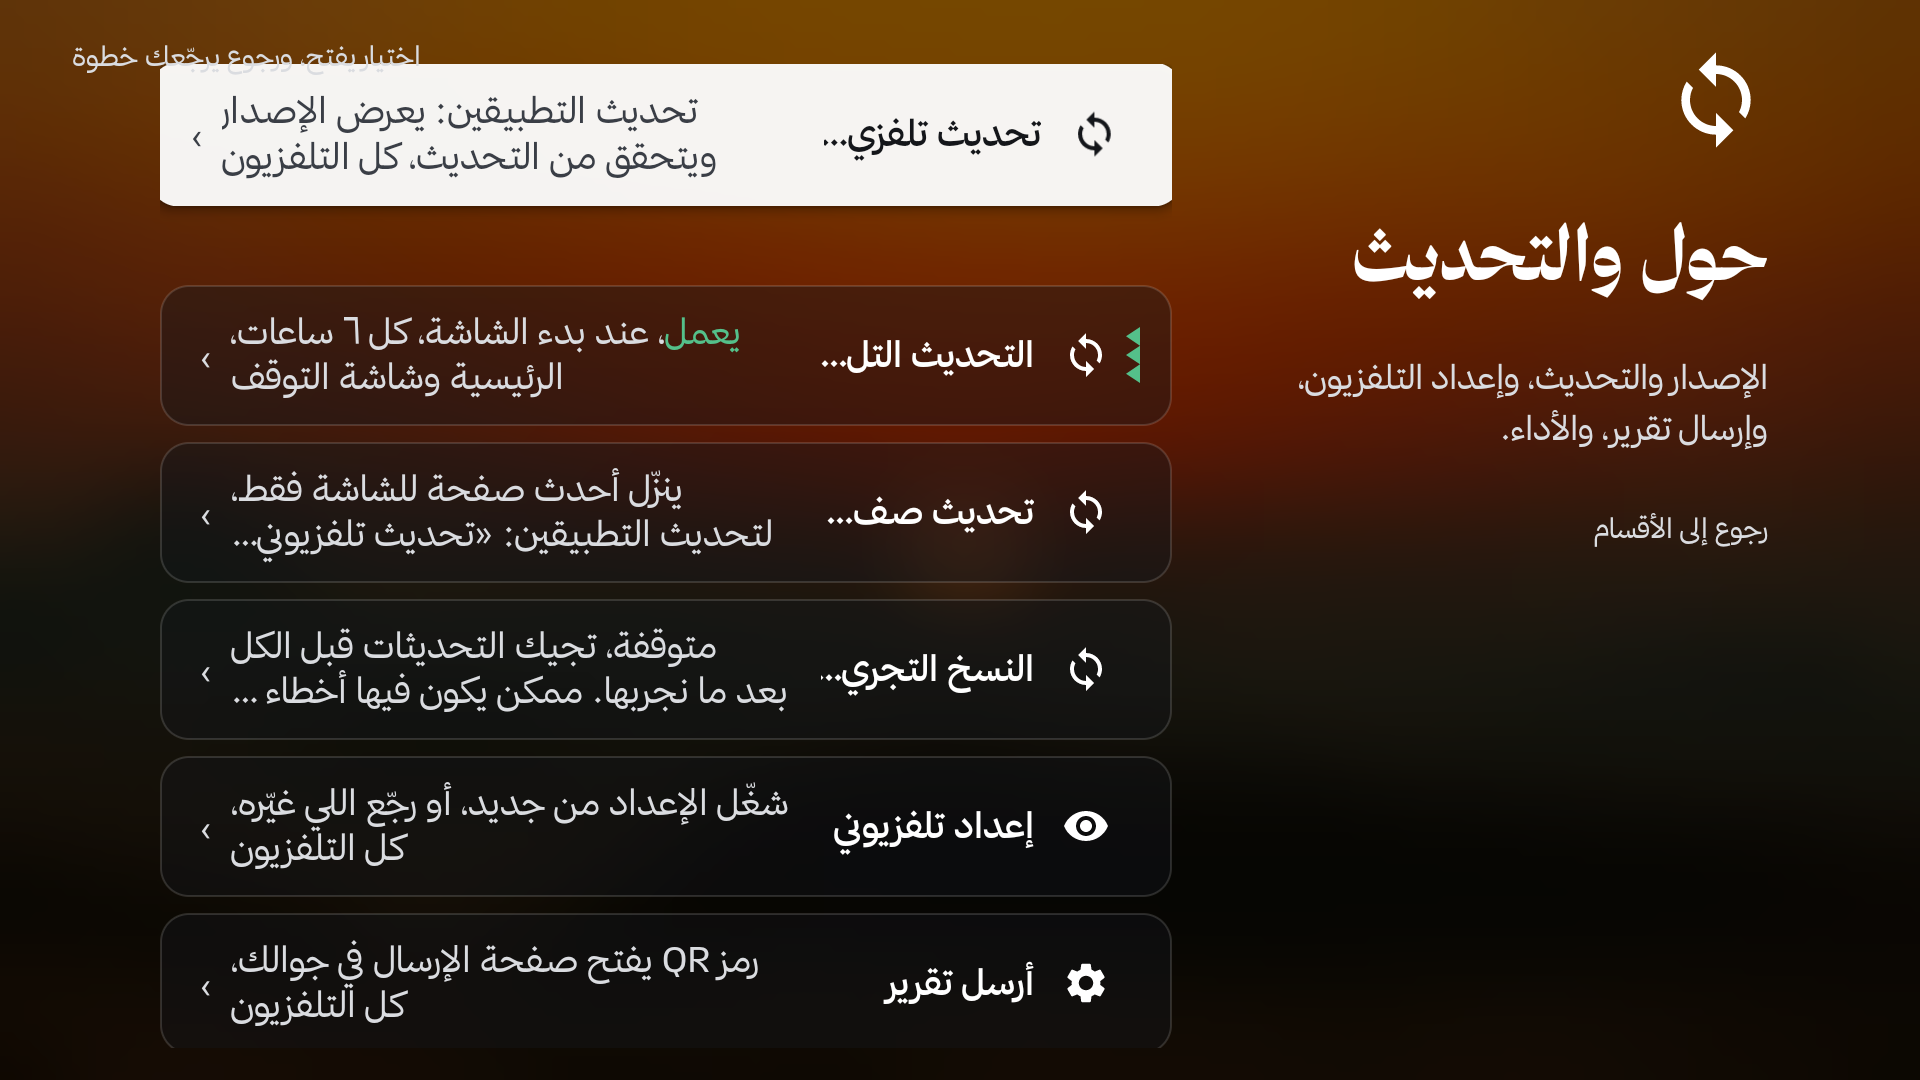 اختيار يفتح، ورجوع يرجّعك خطوة
حول والتحديث
الإصدار والتحديث، وإعداد التلفزيون،
وإرسال تقرير، والأداء.
رجوع إلى الأقسام
تحديث تلفزي...
تحديث التطبيقين: يعرض الإصدار
ويتحقق من التحديث، كل التلفزيون
التحديث التل...
يعمل، عند بدء الشاشة، كل ٦ ساعات،
الرئيسية وشاشة التوقف
تحديث صف...
ينزّل أحدث صفحة للشاشة فقط،
لتحديث التطبيقين: «تحديث تلفزيوني...
النسخ التجري...
متوقفة، تجيك التحديثات قبل الكل
بعد ما نجربها. ممكن يكون فيها أخطاء ...
إعداد تلفزيوني
شغّل الإعداد من جديد، أو رجّع اللي غيّره،
كل التلفزيون
أرسل تقرير
رمز QR يفتح صفحة الإرسال في جوالك،
كل التلفزيون